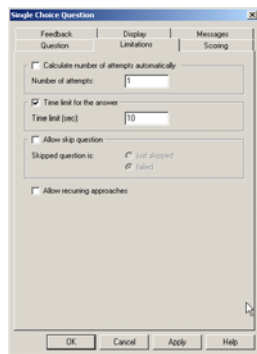 Single Choice Question
Feedback Display Messages
Question Limitations Scoring
Calculate number of attempts automatically
Number of attempts: 1
Time limit for the answer
Time limit (sec): 10
Allow skip question
Skipped question is: just skipped
failed
Allow recurring approaches
OK Cancel Apply Help